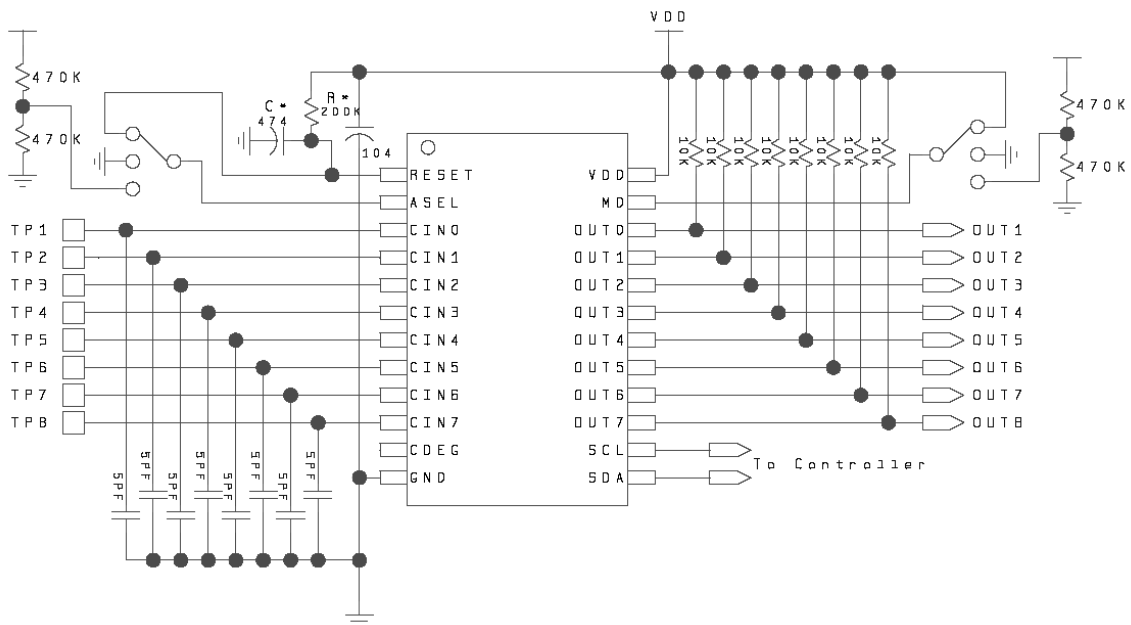 VDD
470K
470K
C*
474
R*
200K
104
10K 10K 10K 10K 10K 10K 10K 10K
470K
470K
RESET VDD
ASEL MD
TP1 CIN0 OUT0 OUT1
TP2 CIN1 OUT1 OUT2
TP3 CIN2 OUT2 OUT3
TP4 CIN3 OUT3 OUT4
TP5 CIN4 OUT4 OUT5
TP6 CIN5 OUT5 OUT6
TP7 CIN6 OUT6 OUT7
TP8 CIN7 OUT7 OUT8
CDEG SCL
To Controller
GND SDA
5PF 5PF 5PF 5PF 5PF 5PF 5PF 5PF